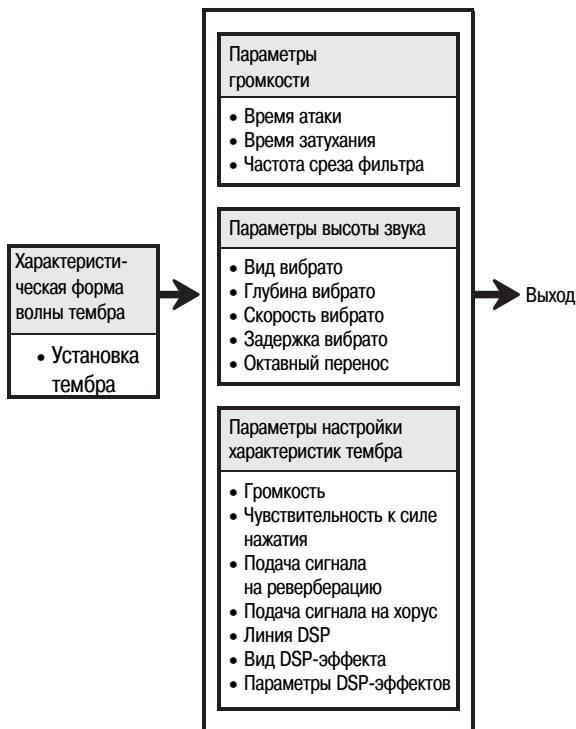 Характеристи-
ческая форма
волны тембра
• Установка
тембра
Параметры
громкости
• Время атаки
• Время затухания
• Частота среза фильтра
Параметры высоты звука
• Вид вибрато
• Глубина вибрато
• Скорость вибрато
• Задержка вибрато
• Октавный перенос
Параметры настройки
характеристик тембра
• Громкость
• Чувствительность к силе
нажатия
• Подача сигнала
на реверберацию
• Подача сигнала на хорус
• Линия DSP
• Вид DSP-эффекта
• Параметры DSP-эффектов
Выход